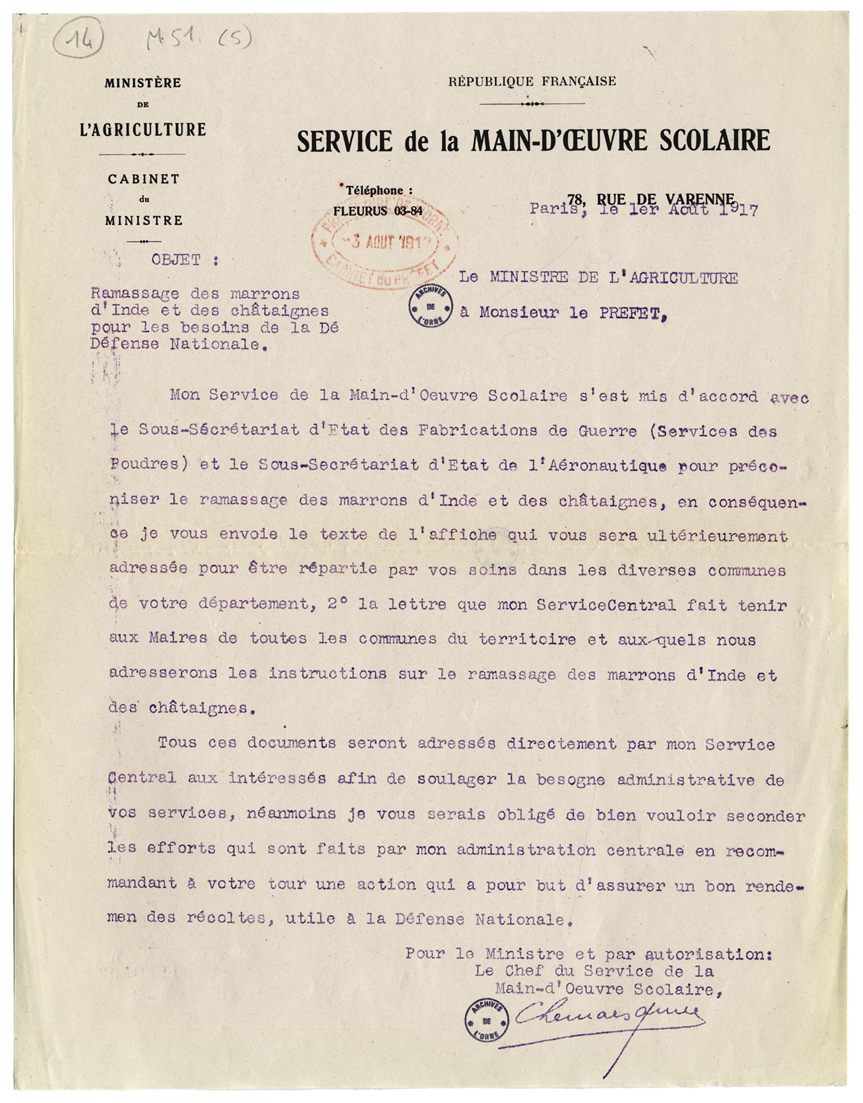 14 M 51. (5)
MINISTÈRE
DE
L'AGRICULTURE
CABINET
du
MINISTRE
RÉPUBLIQUE FRANÇAISE
SERVICE de la MAIN-D'ŒUVRE SCOLAIRE
Téléphone :
FLEURUS 03-84
78, RUE DE VARENNE
Paris, le 1er Août 1917
3 AOUT 1917
CABINET DU PREFET
OBJET :
Ramassage des marrons
d'Inde et des châtaignes
pour les besoins de la Dé
Défense Nationale.
Le MINISTRE DE L'AGRICULTURE
à Monsieur le PREFET,
ARCHIVES
DE
L'ORNE
Mon Service de la Main-d'Oeuvre Scolaire s'est mis d'accord avec
le Sous-Sécrétariat d'Etat des Fabrications de Guerre (Services des
Poudres) et le Sous-Secrétariat d'Etat de l'Aéronautique pour préco-
niser le ramassage des marrons d'Inde et des châtaignes, en conséquen-
ce je vous envoie le texte de l'affiche qui vous sera ultérieurement
adressée pour être répartie par vos soins dans les diverses communes
de votre département, 2° la lettre que mon ServiceCentral fait tenir
aux Maires de toutes les communes du territoire et aux-quels nous
adresserons les instructions sur le ramassage des marrons d'Inde et
des châtaignes.
Tous ces documents seront adressés directement par mon Service
Central aux intéressés afin de soulager la besogne administrative de
vos services, néanmoins je vous serais obligé de bien vouloir seconder
les efforts qui sont faits par mon administration centrale en recom-
mandant à votre tour une action qui a pour but d'assurer un bon rende-
men des récoltes, utile à la Défense Nationale.
Pour le Ministre et par autorisation:
Le Chef du Service de la
Main-d'Oeuvre Scolaire,
ARCHIVES
DE
L'ORNE